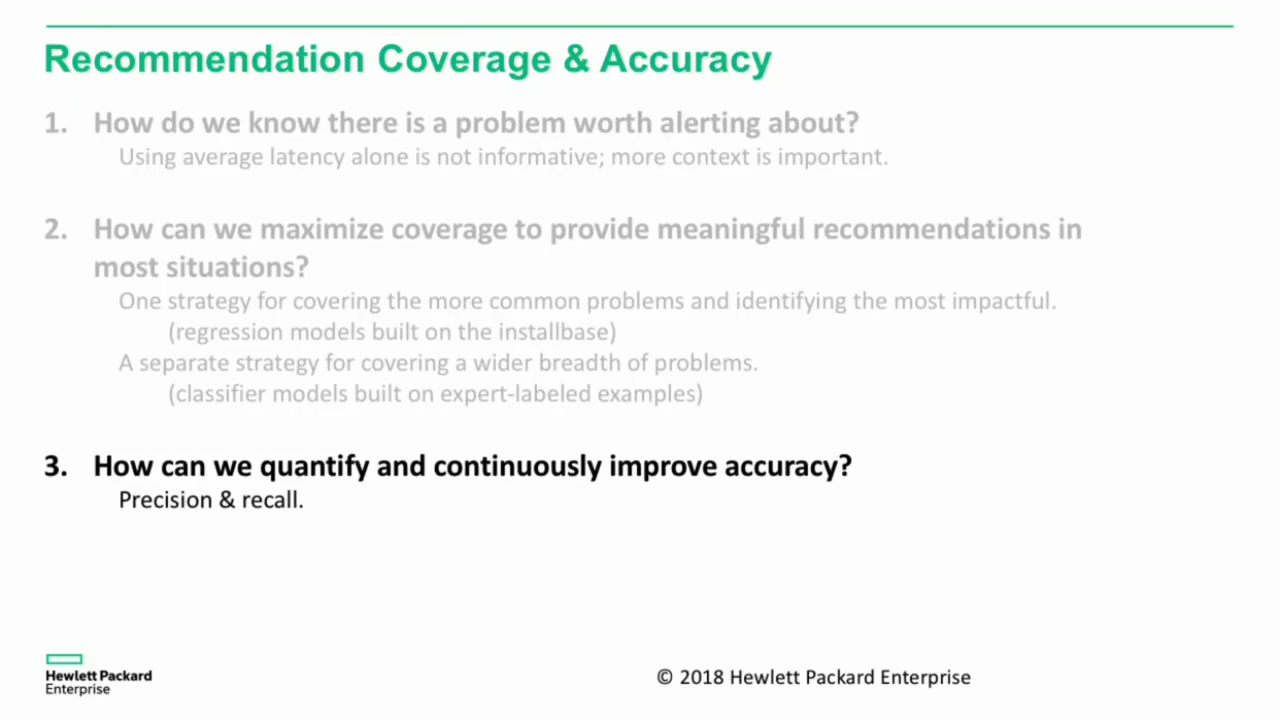 Recommendation Coverage & Accuracy
1. How do we know there is a problem worth alerting about?
Using average latency alone is not informative; more context is important.
2. How can we maximize coverage to provide meaningful recommendations in
most situations?
One strategy for covering the more common problems and identifying the most impactful.
(regression models built on the installbase)
A separate strategy for covering a wider breadth of problems.
(classifier models built on expert-labeled examples)
3. How can we quantify and continuously improve accuracy?
Precision & recall.
Hewlett Packard
Enterprise
© 2018 Hewlett Packard Enterprise